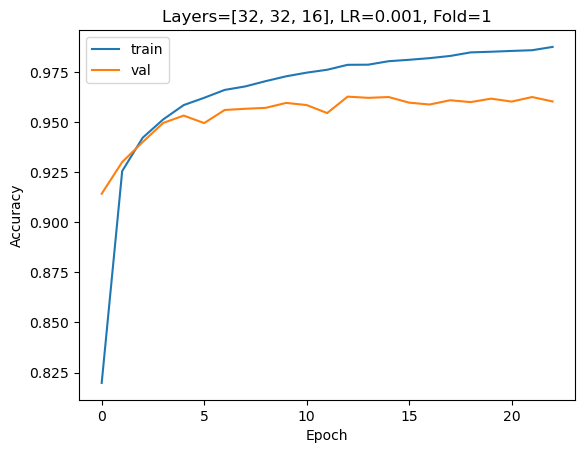 Layers=[32, 32, 16], LR=0.001, Fold=1
train
val
0.975
0.950
0.925
0.900
0.875
0.850
0.825
Accuracy
0 5 10 15 20
Epoch